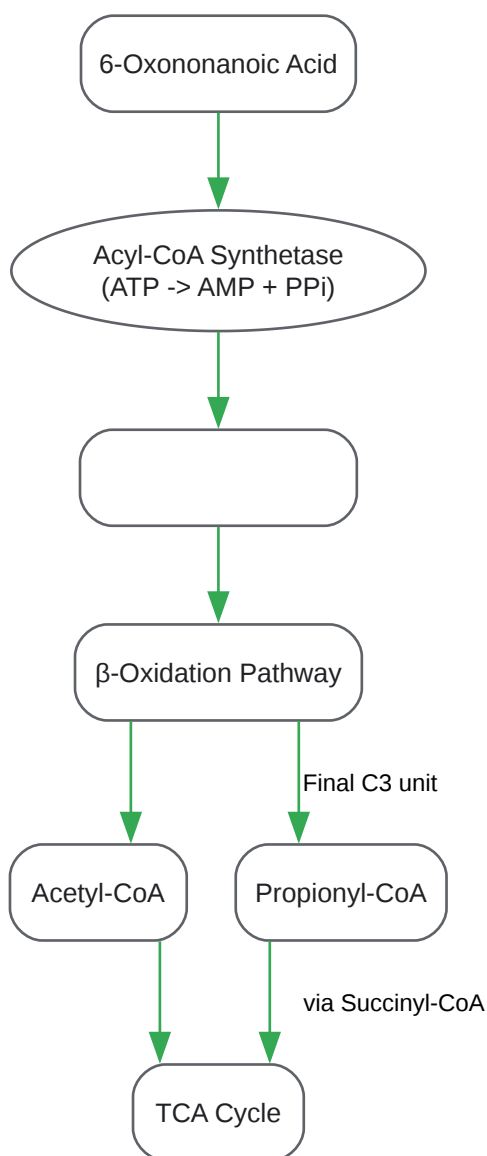 6-Oxononanoic Acid
Acyl-CoA Synthetase
(ATP -> AMP + PPi)
β-Oxidation Pathway
Final C3 unit
Acetyl-CoA
Propionyl-CoA
via Succinyl-CoA
TCA Cycle